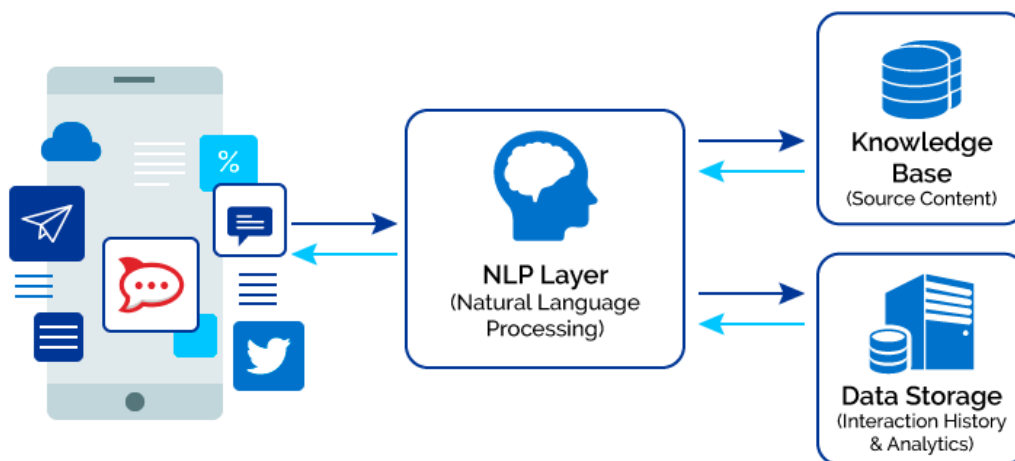 %
NLP Layer
(Natural Language
Processing)
Knowledge
Base
(Source Content)
Data Storage
(Interaction History
& Analytics)